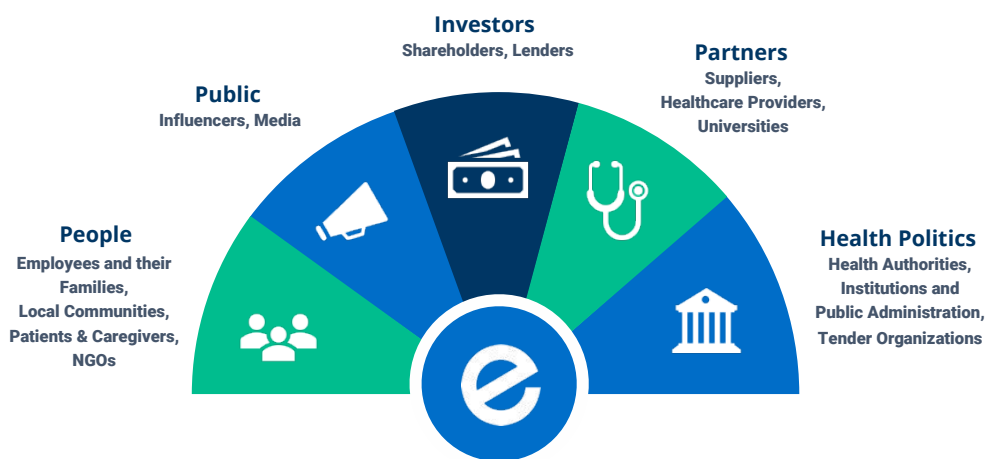 Investors
Shareholders, Lenders
Partners
Suppliers,
Healthcare Providers,
Universities
Public
Influencers, Media
People
Employees and their
Families,
Local Communities,
Patients & Caregivers,
NGOs
Health Politics
Health Authorities,
Institutions and
Public Administration,
Tender Organizations
e